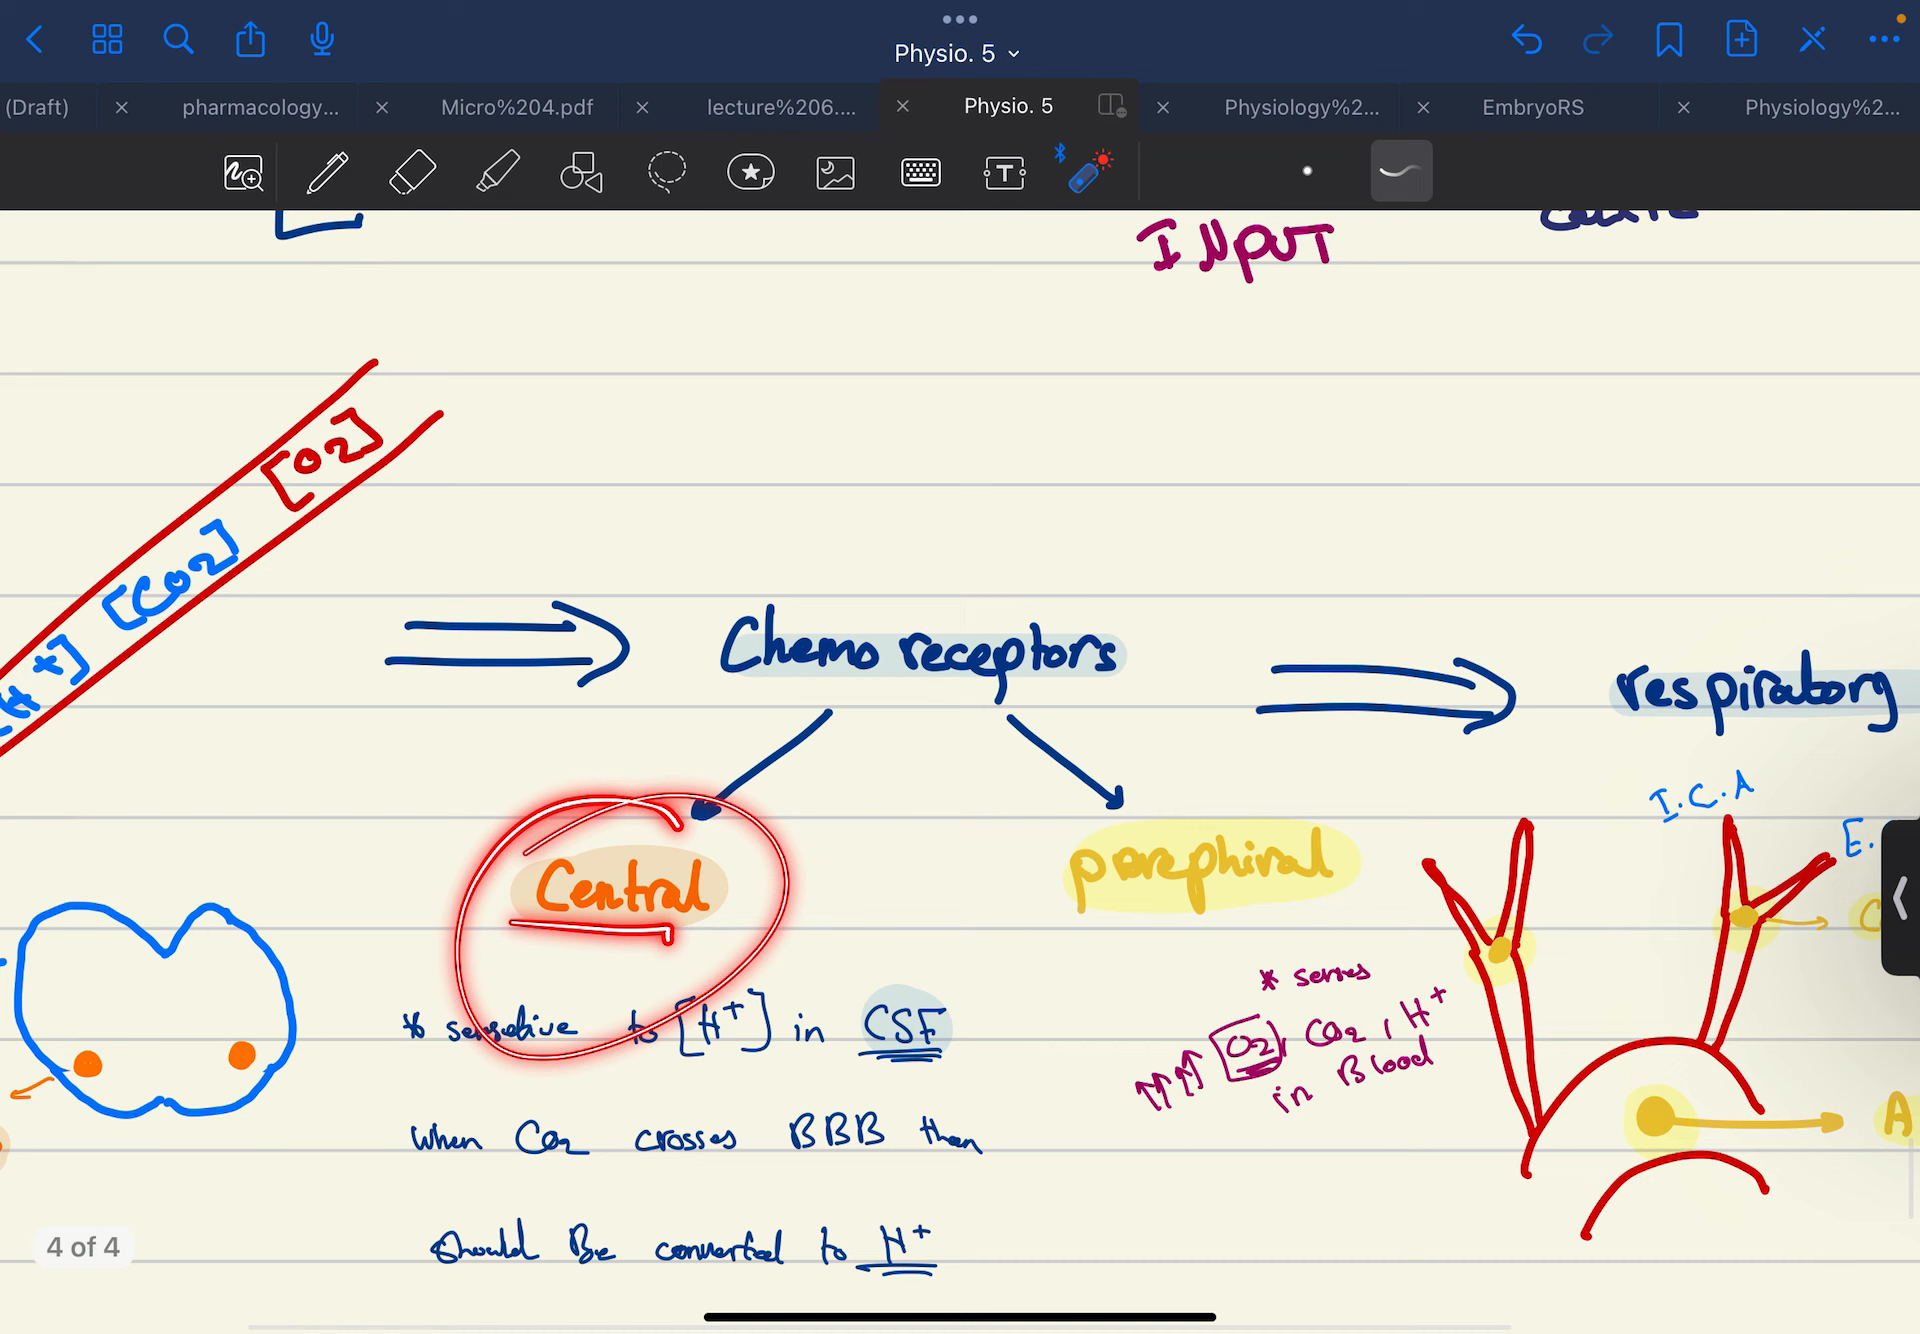 Physio. 5
(Draft)
pharmacology...
Micro%204.pdf
lecture%206....
Physio. 5
Physiology%2...
EmbryoRS
Physiology%2...
INPUT
[O2]
[CO2]
[H+]
Chemo receptors
respiratory
I.C.A
E.
Central
perephiral
C
* senses
* sensetive to [H+] in CSF
↑↑↑ O2, CO2, H+
in Blood
A
When CO2 crosses BBB then
Should Be converted to H+
4 of 4